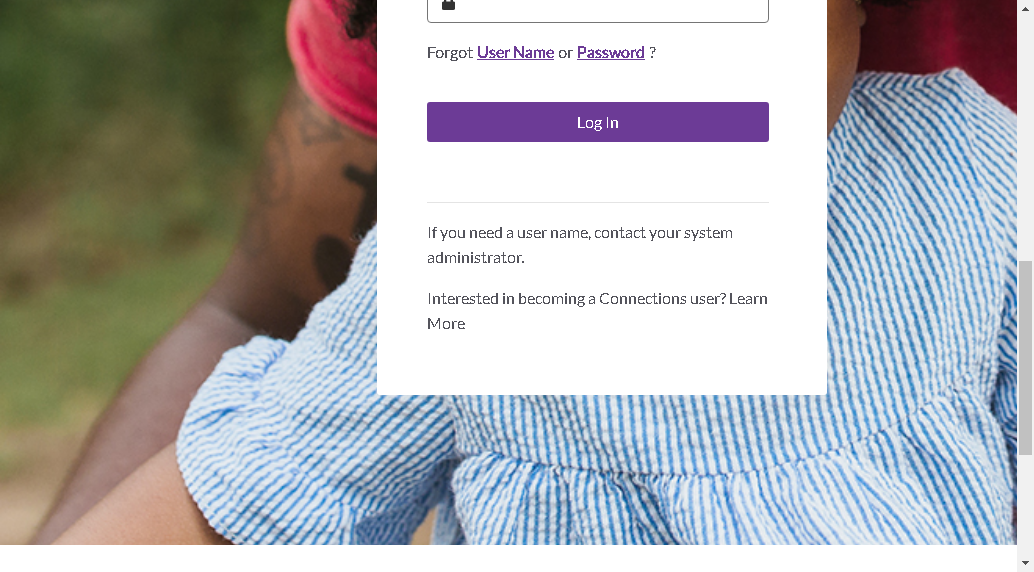 Forgot User Name or Password ?
Log In
If you need a user name, contact your system
administrator.
Interested in becoming a Connections user? Learn
More